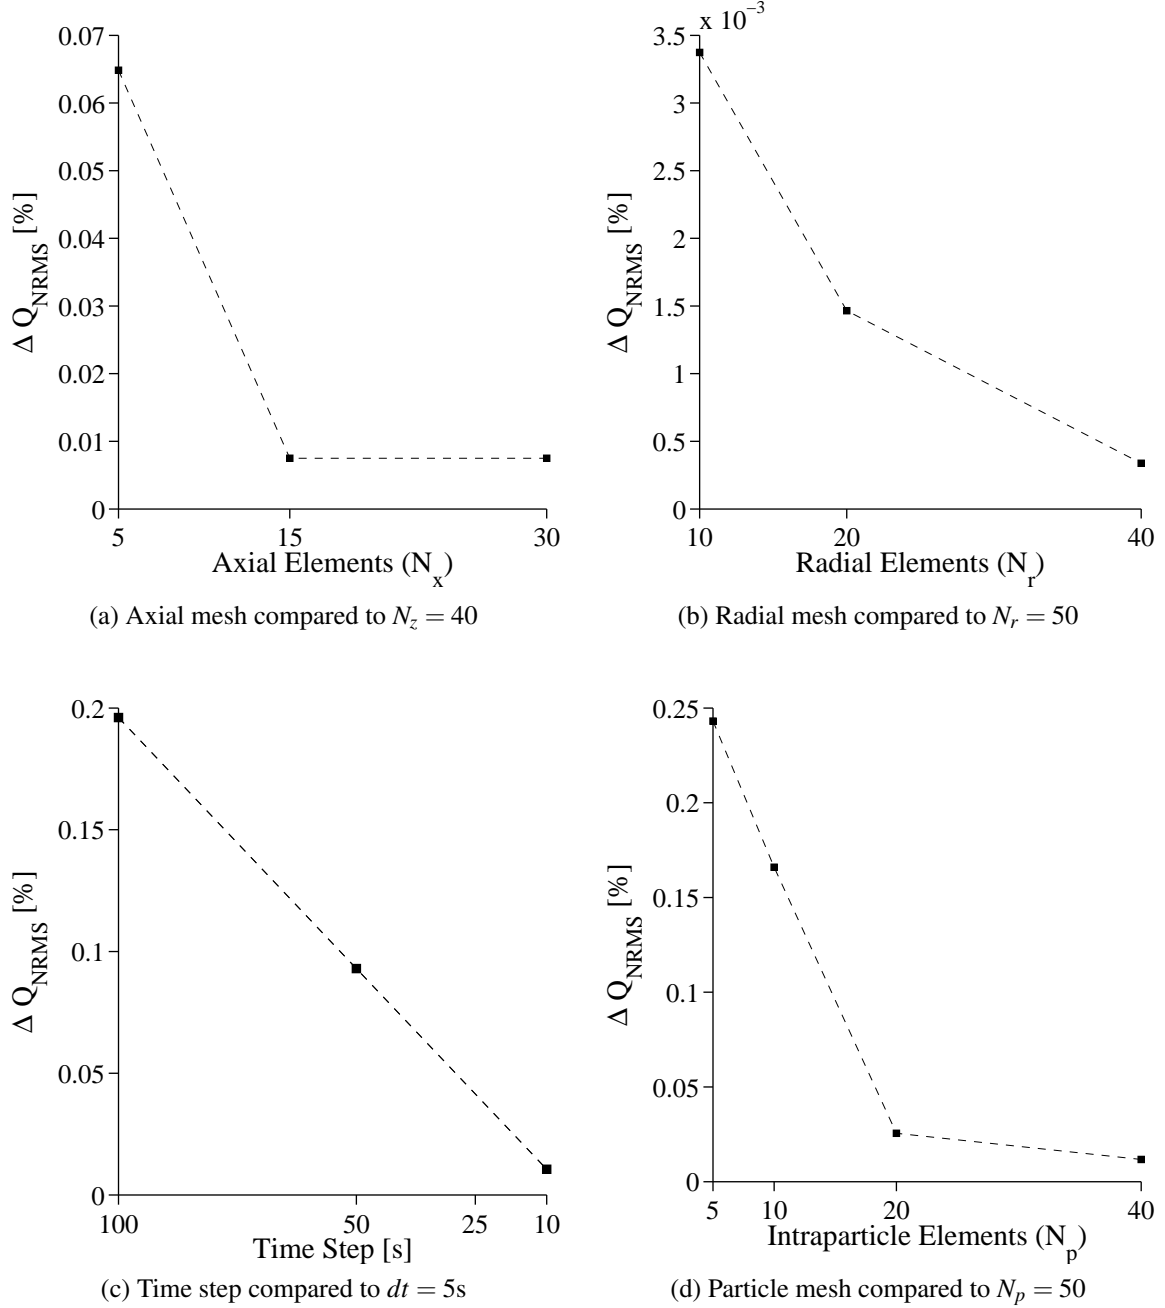 0.07
0.06
0.05
0.04
0.03
0.02
0.01
0
Δ Q_NRMS [%]
5 15 30
Axial Elements (N_x)
(a) Axial mesh compared to N_z = 40
x 10⁻³
3.5
3
2.5
2
1.5
1
0.5
0
Δ Q_NRMS [%]
10 20 40
Radial Elements (N_r)
(b) Radial mesh compared to N_r = 50
0.2
0.15
0.1
0.05
0
Δ Q_NRMS [%]
100 50 25 10
Time Step [s]
(c) Time step compared to dt = 5s
0.25
0.2
0.15
0.1
0.05
0
Δ Q_NRMS [%]
5 10 20 40
Intraparticle Elements (N_p)
(d) Particle mesh compared to N_p = 50